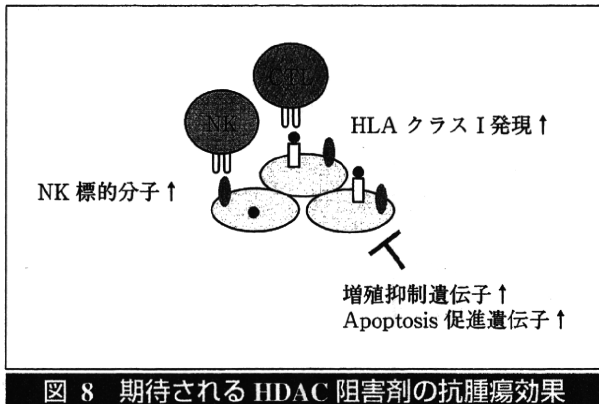 CTL
NK
HLA クラス I 発現↑
NK 標的分子↑
増殖抑制遺伝子↑
Apoptosis 促進遺伝子↑
図 8 期待される HDAC 阻害剤の抗腫瘍効果